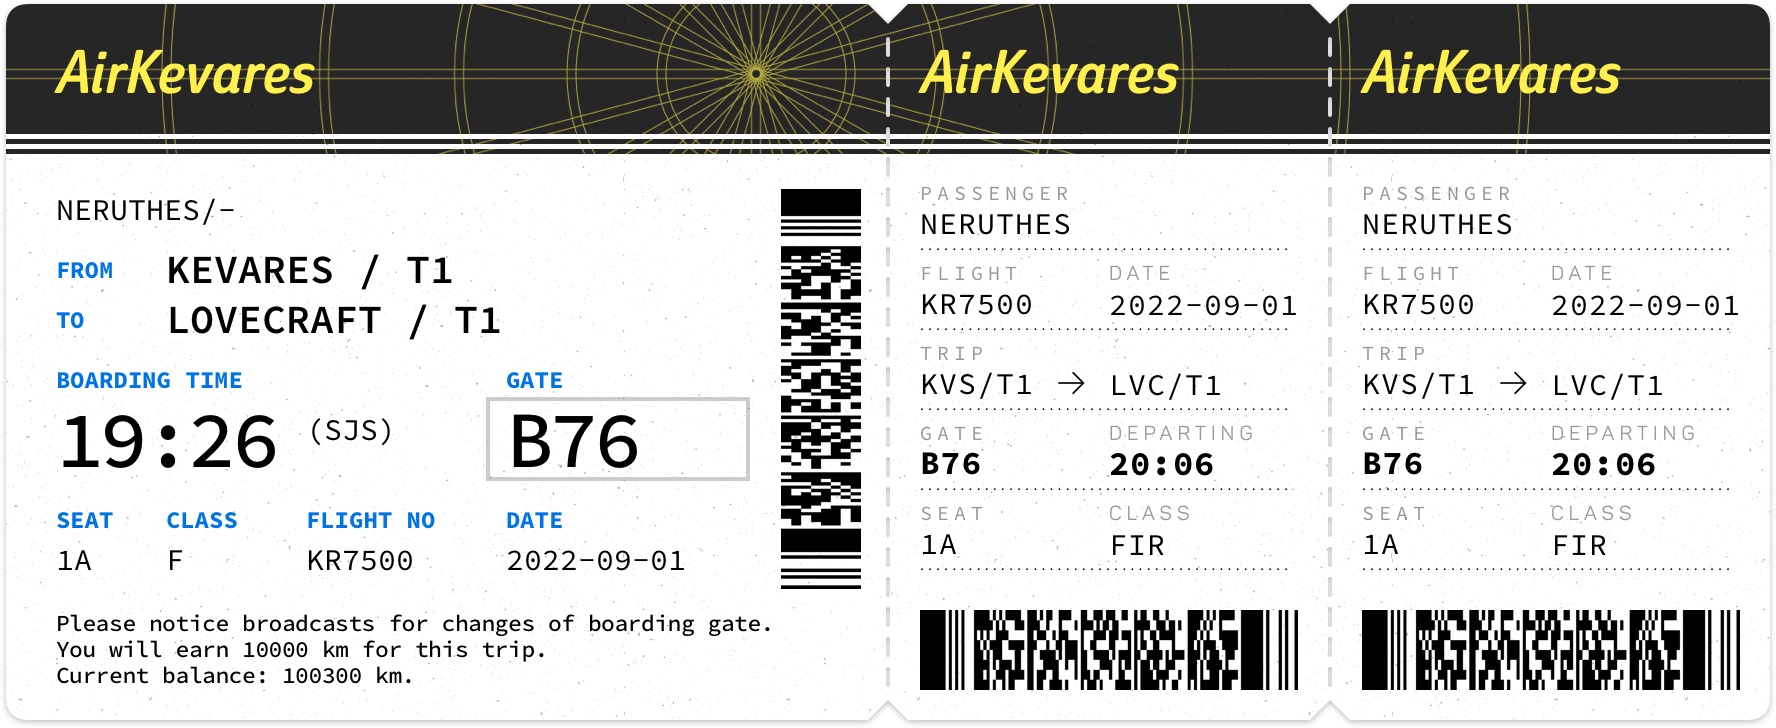 AirKevares
NERUTHES/-
FROM KEVARES / T1
TO LOVECRAFT / T1
BOARDING TIME GATE
19:26 (SJS) B76
SEAT CLASS FLIGHT NO DATE
1A F KR7500 2022-09-01
Please notice broadcasts for changes of boarding gate.
You will earn 10000 km for this trip.
Current balance: 100300 km.
AirKevares
PASSENGER
NERUTHES
FLIGHT DATE
KR7500 2022-09-01
TRIP
KVS/T1 → LVC/T1
GATE DEPARTING
B76 20:06
SEAT CLASS
1A FIR
AirKevares
PASSENGER
NERUTHES
FLIGHT DATE
KR7500 2022-09-01
TRIP
KVS/T1 → LVC/T1
GATE DEPARTING
B76 20:06
SEAT CLASS
1A FIR